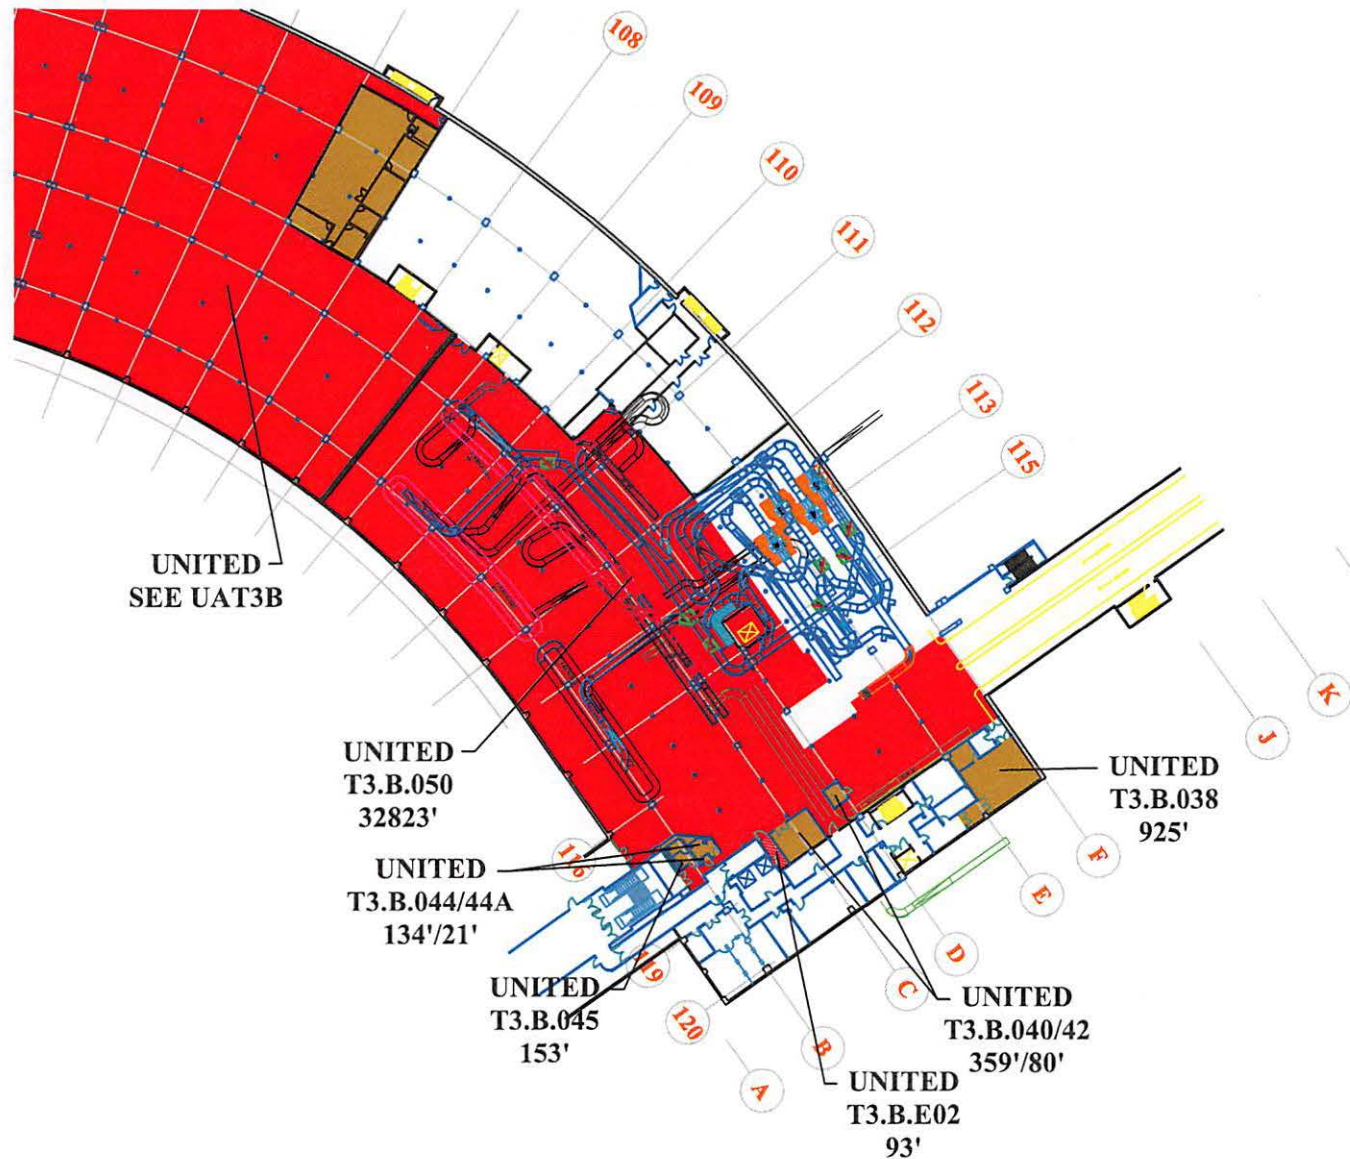 108
109
110
111
112
113
115
UNITED
SEE UAT3B
K
J
UNITED
T3.B.050
32823'
UNITED
T3.B.038
925'
F
116
UNITED
T3.B.044/44A
134'/21'
E
D
119
C
UNITED
T3.B.045
153'
120
UNITED
T3.B.040/42
359'/80'
B
A
UNITED
T3.B.E02
93'